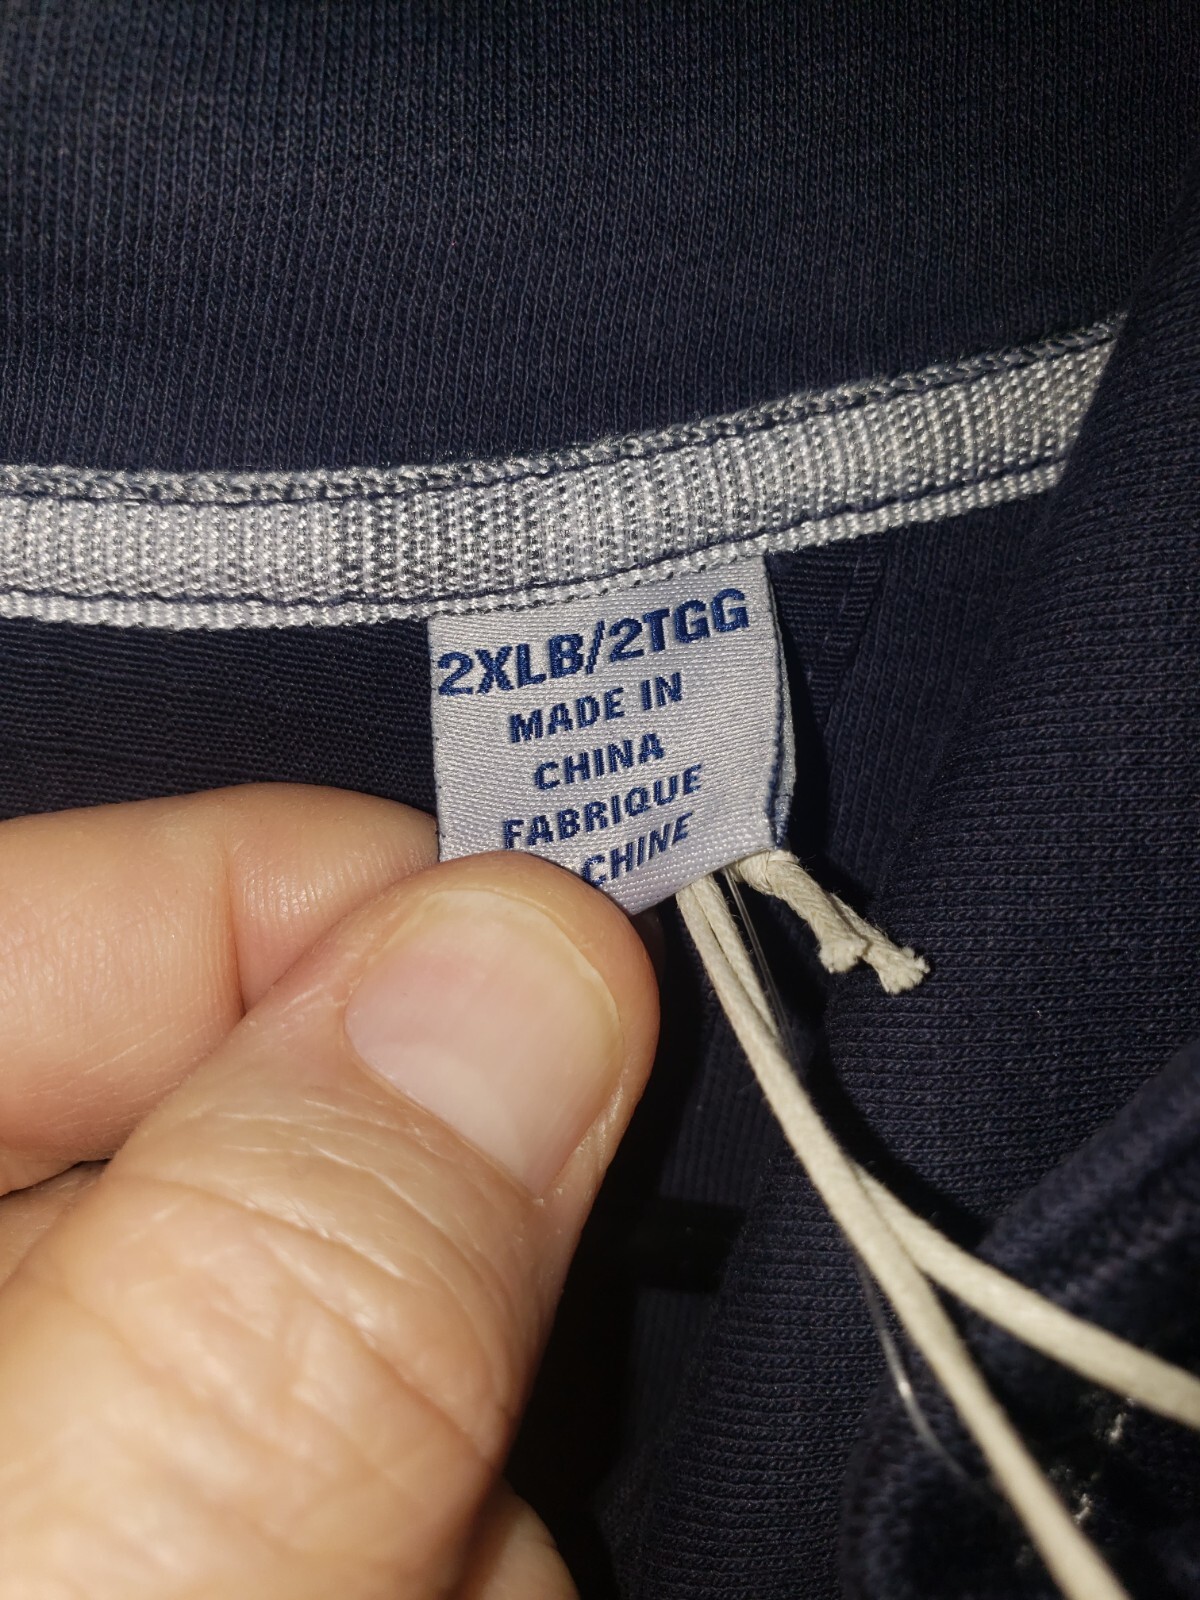 2XLB/2TGG
MADE IN
CHINA
FABRIQUE
CHINE